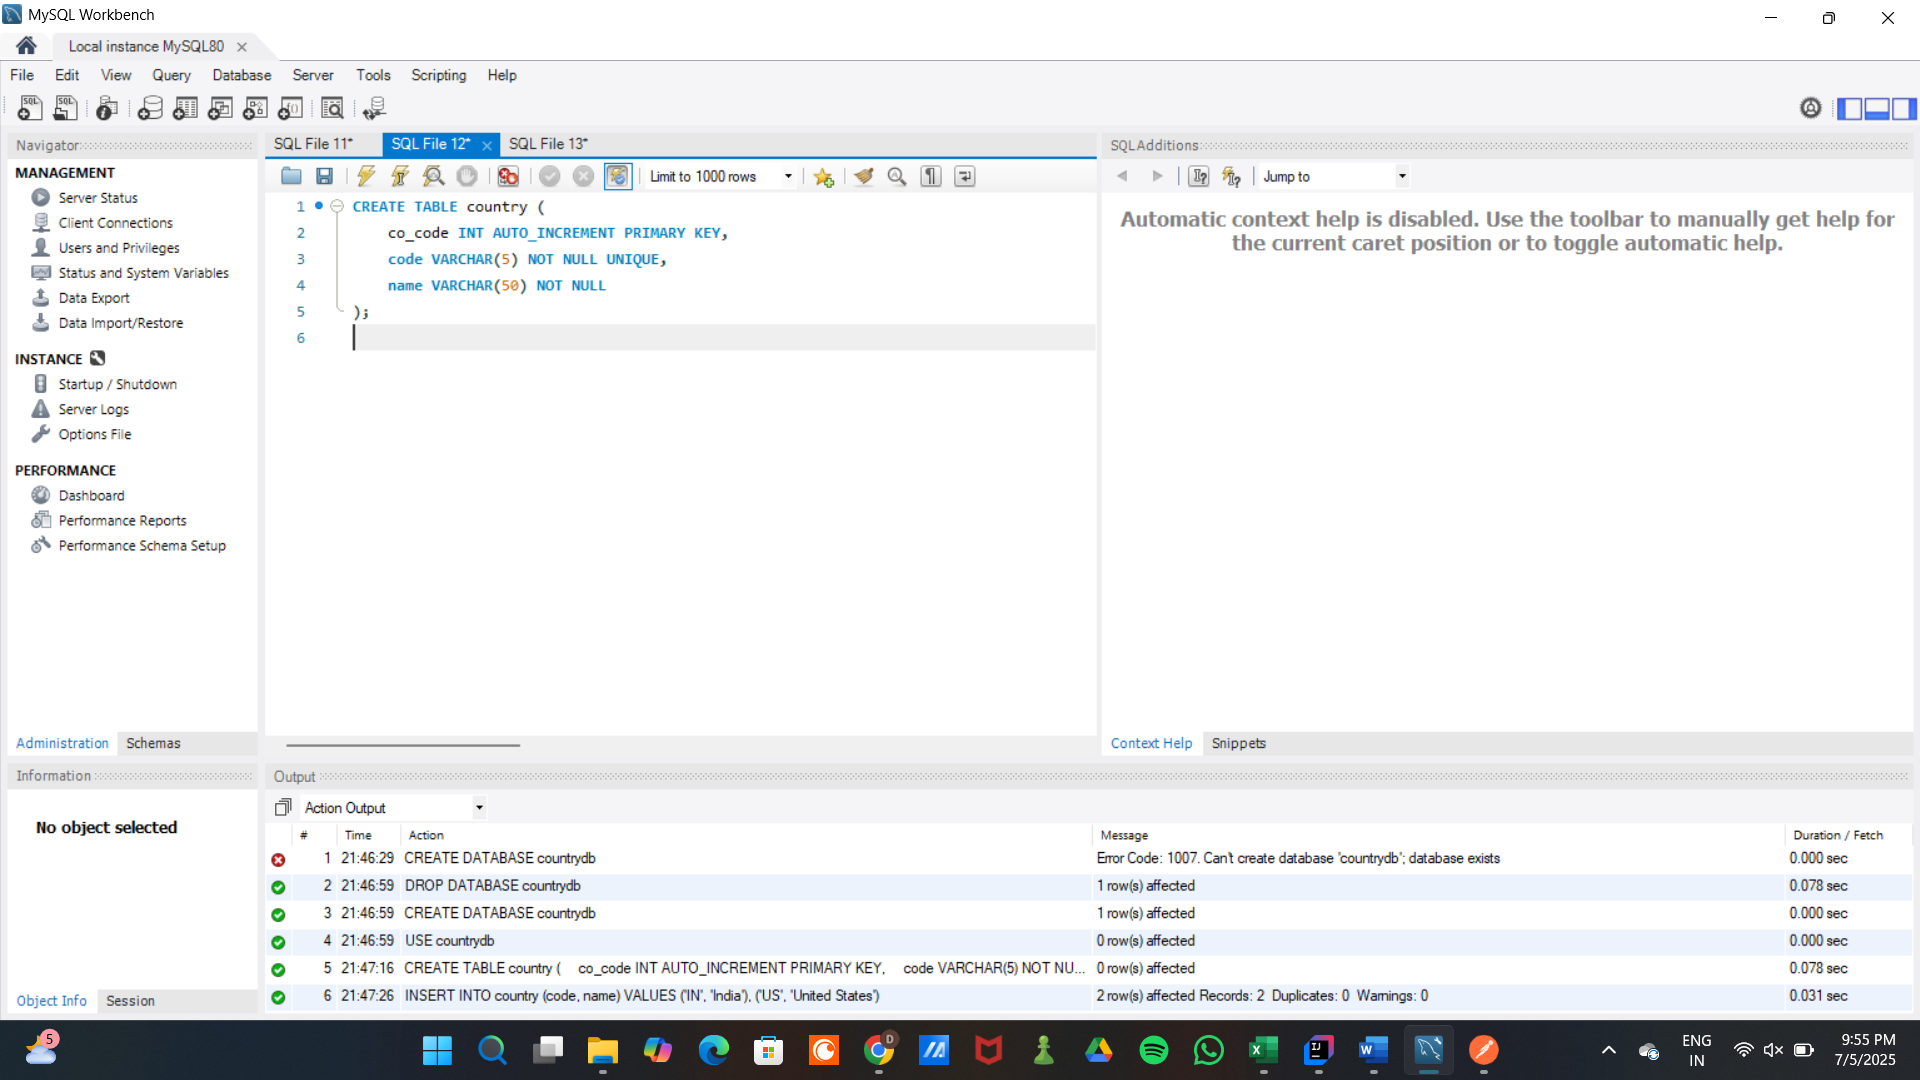 MySQL Workbench
Local instance MySQL80
File Edit View Query Database Server Tools Scripting Help
Navigator
MANAGEMENT
Server Status
Client Connections
Users and Privileges
Status and System Variables
Data Export
Data Import/Restore
INSTANCE
Startup / Shutdown
Server Logs
Options File
PERFORMANCE
Dashboard
Performance Reports
Performance Schema Setup
Administration Schemas
Information
No object selected
Object Info Session
SQL File 11* SQL File 12* SQL File 13*
Limit to 1000 rows
1 CREATE TABLE country (
2 co_code INT AUTO_INCREMENT PRIMARY KEY,
3 code VARCHAR(5) NOT NULL UNIQUE,
4 name VARCHAR(50) NOT NULL
5 );
6
SQLAdditions
Jump to
Automatic context help is disabled. Use the toolbar to manually get help for
the current caret position or to toggle automatic help.
Context Help Snippets
Output
Action Output
# Time Action Message Duration / Fetch
1 21:46:29 CREATE DATABASE countrydb Error Code: 1007. Can't create database 'countrydb'; database exists 0.000 sec
2 21:46:59 DROP DATABASE countrydb 1 row(s) affected 0.078 sec
3 21:46:59 CREATE DATABASE countrydb 1 row(s) affected 0.000 sec
4 21:46:59 USE countrydb 0 row(s) affected 0.000 sec
5 21:47:16 CREATE TABLE country ( co_code INT AUTO_INCREMENT PRIMARY KEY, code VARCHAR(5) NOT NU... 0 row(s) affected 0.078 sec
6 21:47:26 INSERT INTO country (code, name) VALUES ('IN', 'India'), ('US', 'United States') 2 row(s) affected Records: 2 Duplicates: 0 Warnings: 0 0.031 sec
5
D
ENG
IN
9:55 PM
7/5/2025